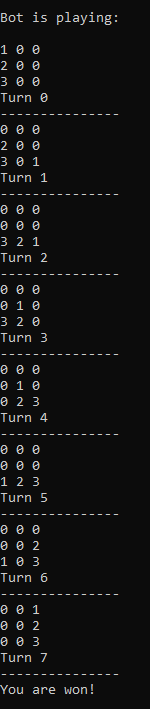 Bot is playing:
1 0 0
2 0 0
3 0 0
Turn 0
---------------
0 0 0
2 0 0
3 0 1
Turn 1
---------------
0 0 0
0 0 0
3 2 1
Turn 2
---------------
0 0 0
0 1 0
3 2 0
Turn 3
---------------
0 0 0
0 1 0
0 2 3
Turn 4
---------------
0 0 0
0 0 0
1 2 3
Turn 5
---------------
0 0 0
0 0 2
1 0 3
Turn 6
---------------
0 0 1
0 0 2
0 0 3
Turn 7
---------------
You are won!